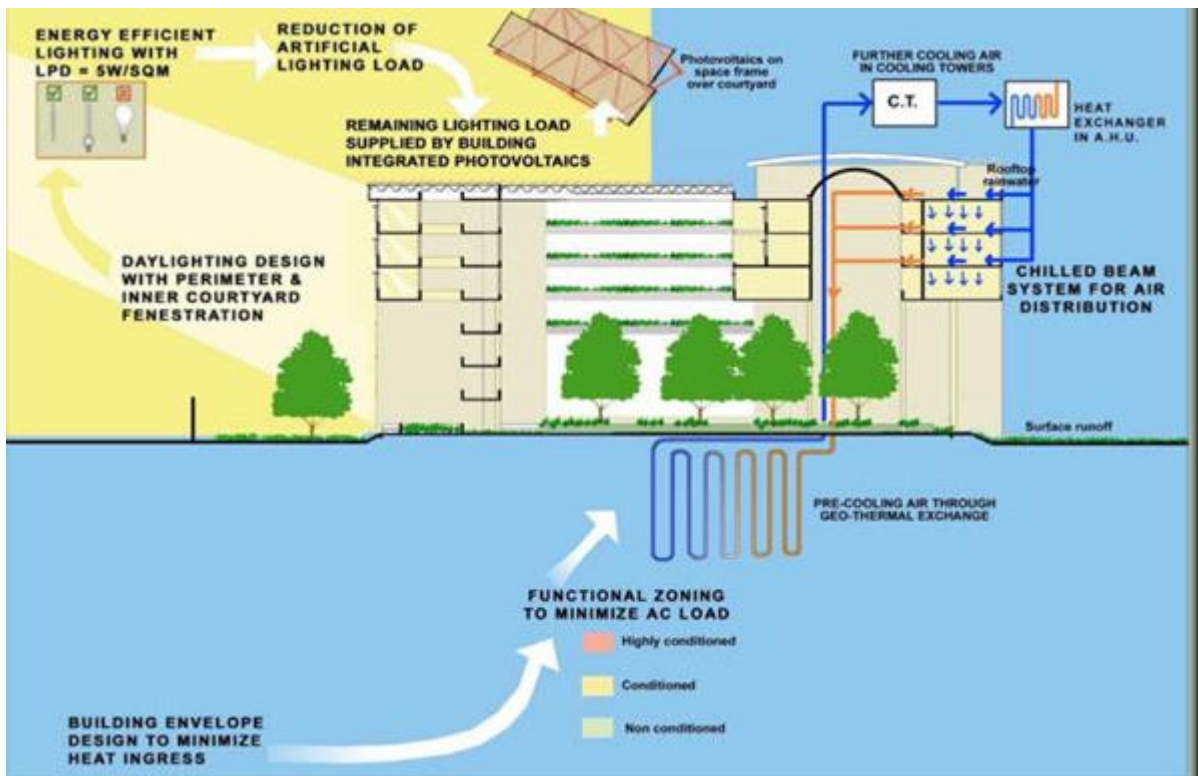 ENERGY EFFICIENT
LIGHTING WITH
LPD = 5W/SQM
REDUCTION OF
ARTIFICIAL
LIGHTING LOAD
Photovoltaics on
space frame
over courtyard
REMAINING LIGHTING LOAD
SUPPLIED BY BUILDING
INTEGRATED PHOTOVOLTAICS
FURTHER COOLING AIR
IN COOLING TOWERS
C.T.
HEAT
EXCHANGER
IN A.H.U.
Rooftop
rainwater
DAYLIGHTING DESIGN
WITH PERIMETER &
INNER COURTYARD
FENESTRATION
CHILLED BEAM
SYSTEM FOR AIR
DISTRIBUTION
Surface runoff
PRE-COOLING AIR THROUGH
GEO-THERMAL EXCHANGE
FUNCTIONAL ZONING
TO MINIMIZE AC LOAD
Highly conditioned
Conditioned
Non conditioned
BUILDING ENVELOPE
DESIGN TO MINIMIZE
HEAT INGRESS